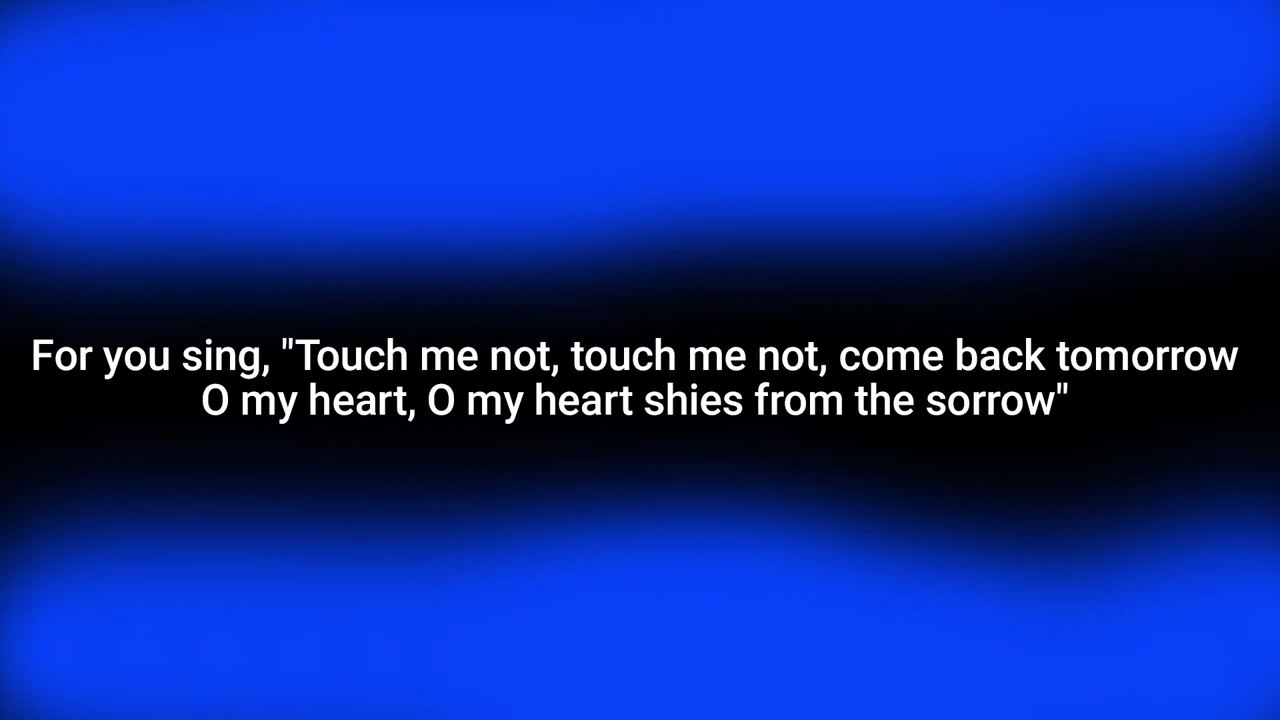 For you sing, "Touch me not, touch me not, come back tomorrow
O my heart, O my heart shies from the sorrow"